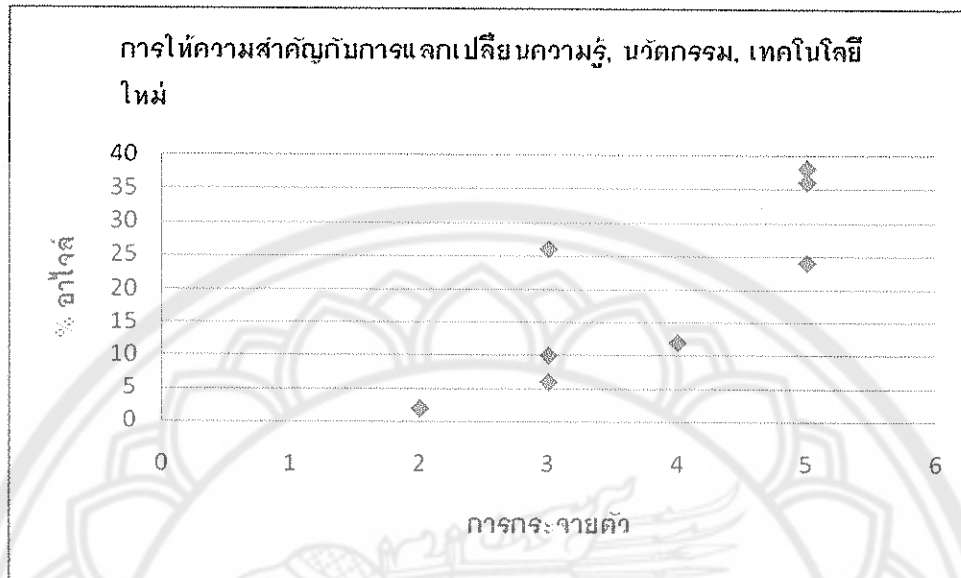 การให้ความสำคัญกับการแลกเปลี่ยนความรู้, นวัตกรรม, เทคโนโลยี
ใหม่
40
35
30
25
20
15
10
5
0
% อาไจล์
0 1 2 3 4 5 6
การกระจายตัว